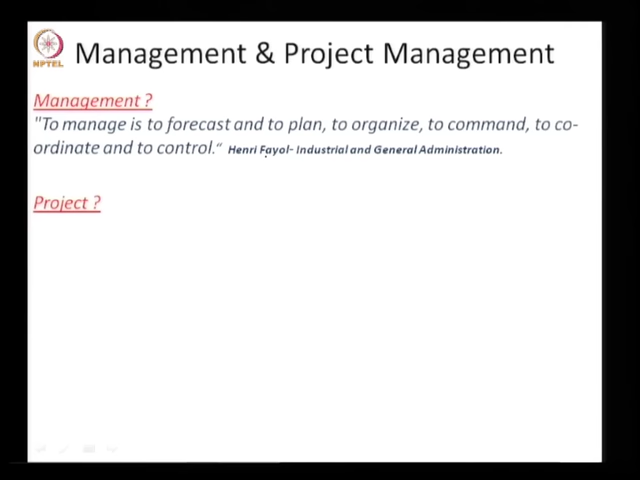 Management & Project Management
NPTEL
Management ?
"To manage is to forecast and to plan, to organize, to command, to co-
ordinate and to control.“ Henri Fayol- Industrial and General Administration.
Project ?